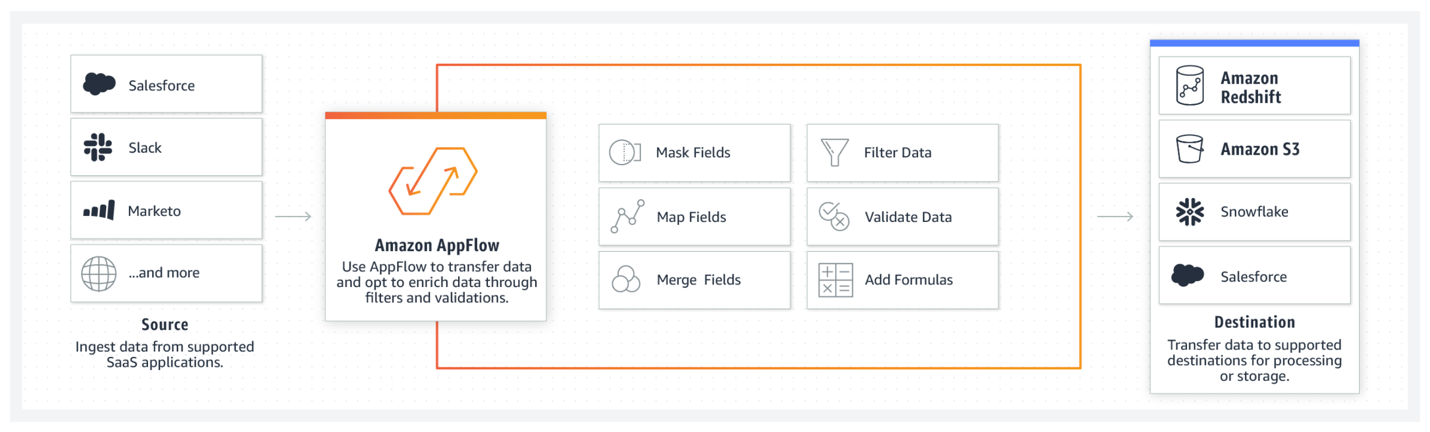 Salesforce
Slack
Marketo
...and more
Source
Ingest data from supported
SaaS applications.
Amazon AppFlow
Use AppFlow to transfer data
and opt to enrich data through
filters and validations.
Mask Fields
Filter Data
Map Fields
Validate Data
Merge Fields
Add Formulas
Amazon
Redshift
Amazon S3
Snowflake
Salesforce
Destination
Transfer data to supported
destinations for processing
or storage.